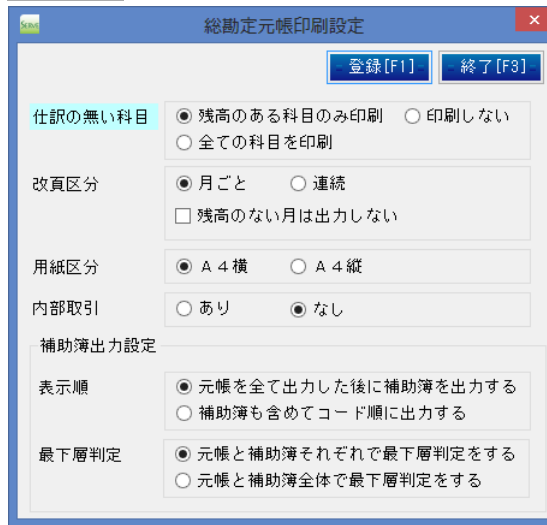 総勘定元帳印刷設定
登録[F1] 終了[F3]
仕訳の無い科目 残高のある科目のみ印刷 印刷しない
全ての科目を印刷
改頁区分 月ごと 連続
残高のない月は出力しない
用紙区分 A4横 A4縦
内部取引 あり なし
補助簿出力設定
表示順 元帳を全て出力した後に補助簿を出力する
補助簿も含めてコード順に出力する
最下層判定 元帳と補助簿それぞれで最下層判定をする
元帳と補助簿全体で最下層判定をする